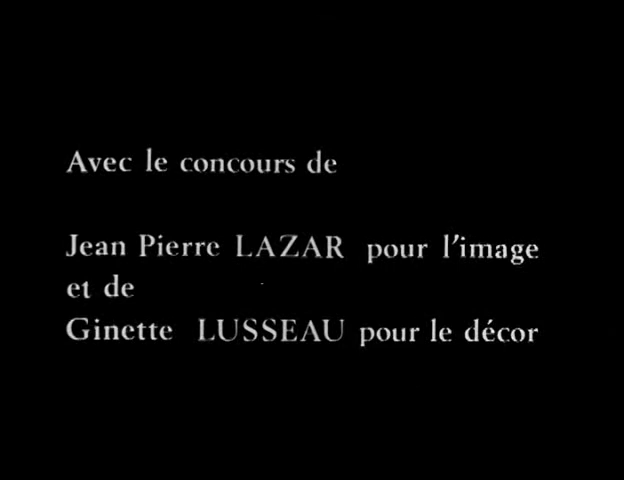 Avec le concours de
Jean Pierre LAZAR pour l'image
et de
Ginette LUSSEAU pour le décor